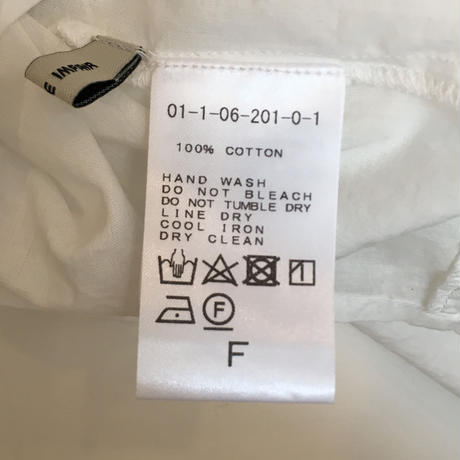 IMPAIR
E
01-1-06-201-0-1
100% COTTON
HAND WASH
DO NOT BLEACH
DO NOT TUMBLE DRY
LINE DRY
COOL IRON
DRY CLEAN
F
F